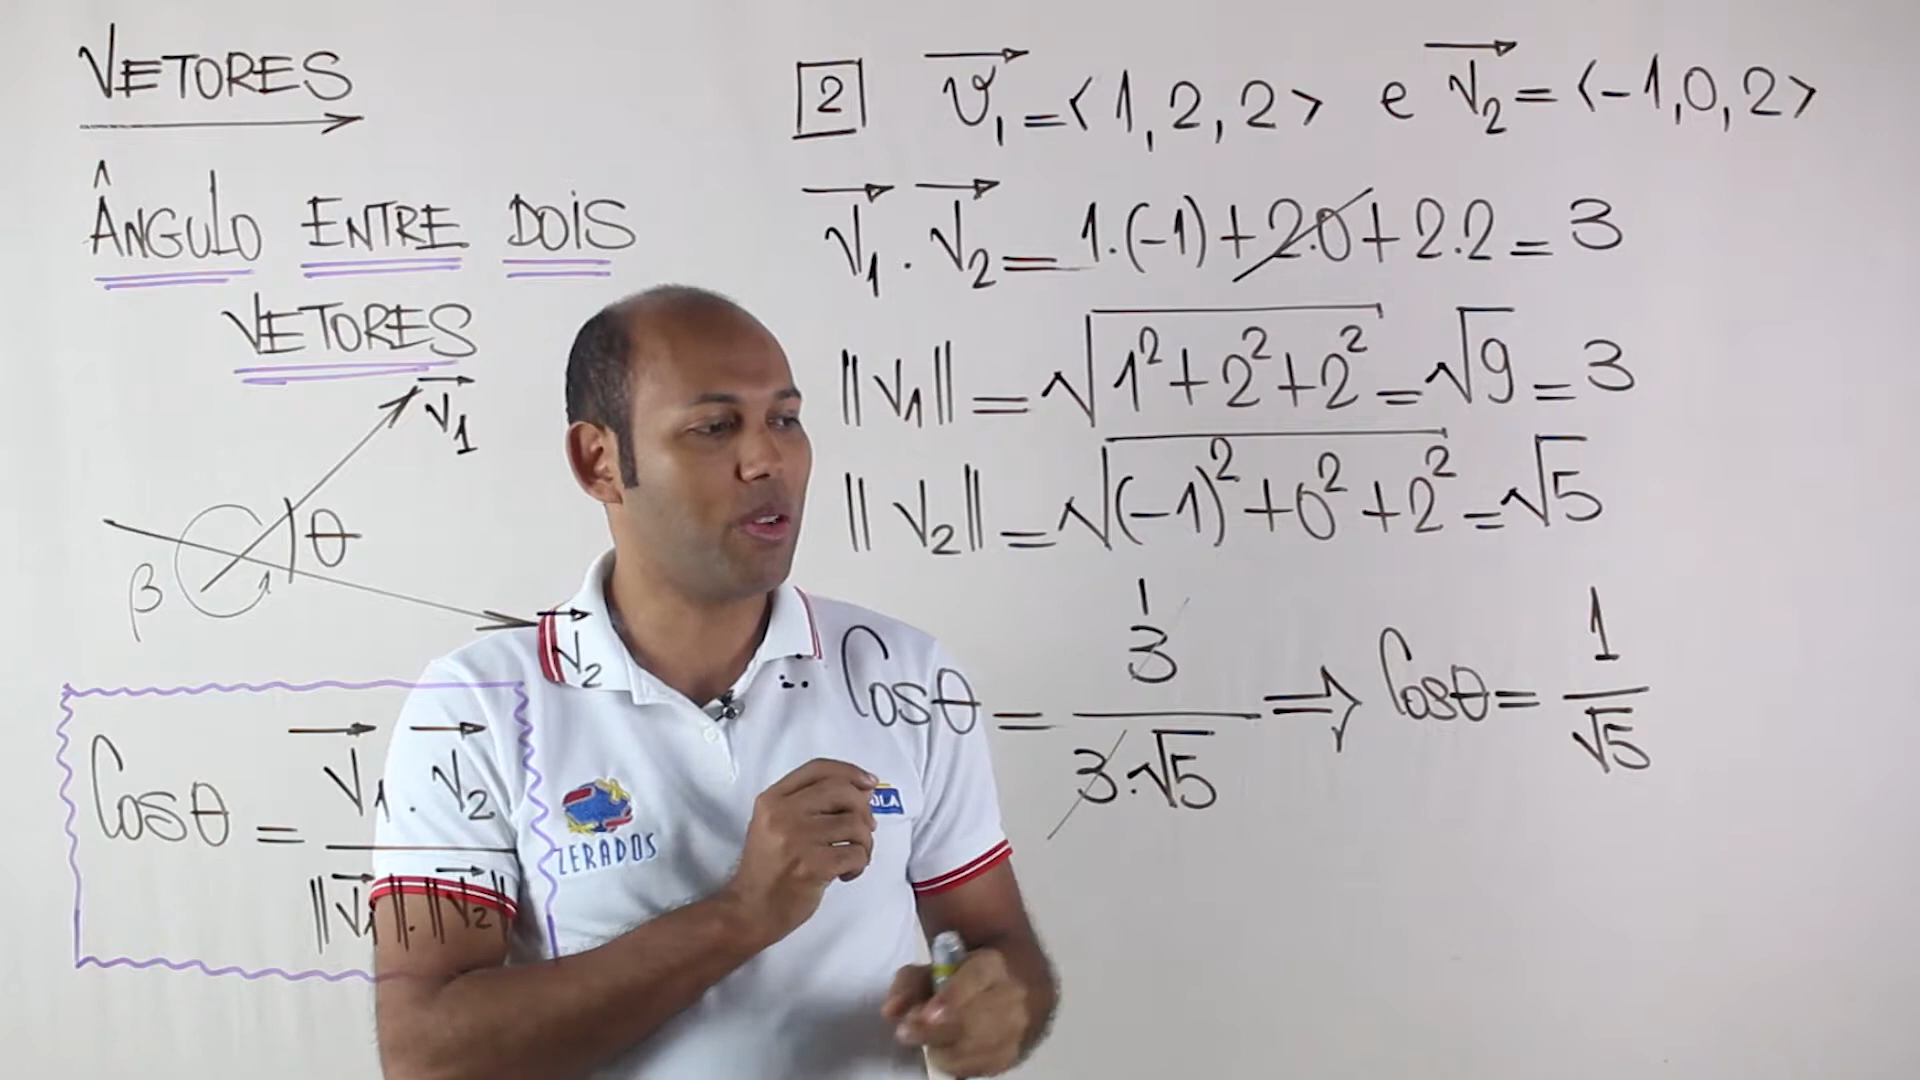 VETORES
ÂNGULO ENTRE DOIS
VETORES
V₁
θ
β
V₂
Cosθ = V₁ . V₂ / ||V₁|| . ||V₂||
2 V₁ = <1, 2, 2> e V₂ = <-1, 0, 2>
V₁ . V₂ = 1.(-1) + 2.0 + 2.2 = 3
||V₁|| = √1² + 2² + 2² = √9 = 3
||V₂|| = √(-1)² + 0² + 2² = √5
1
∴ Cosθ = 3 / 3.√5 ⇒ Cosθ = 1 / √5
ZERADOS